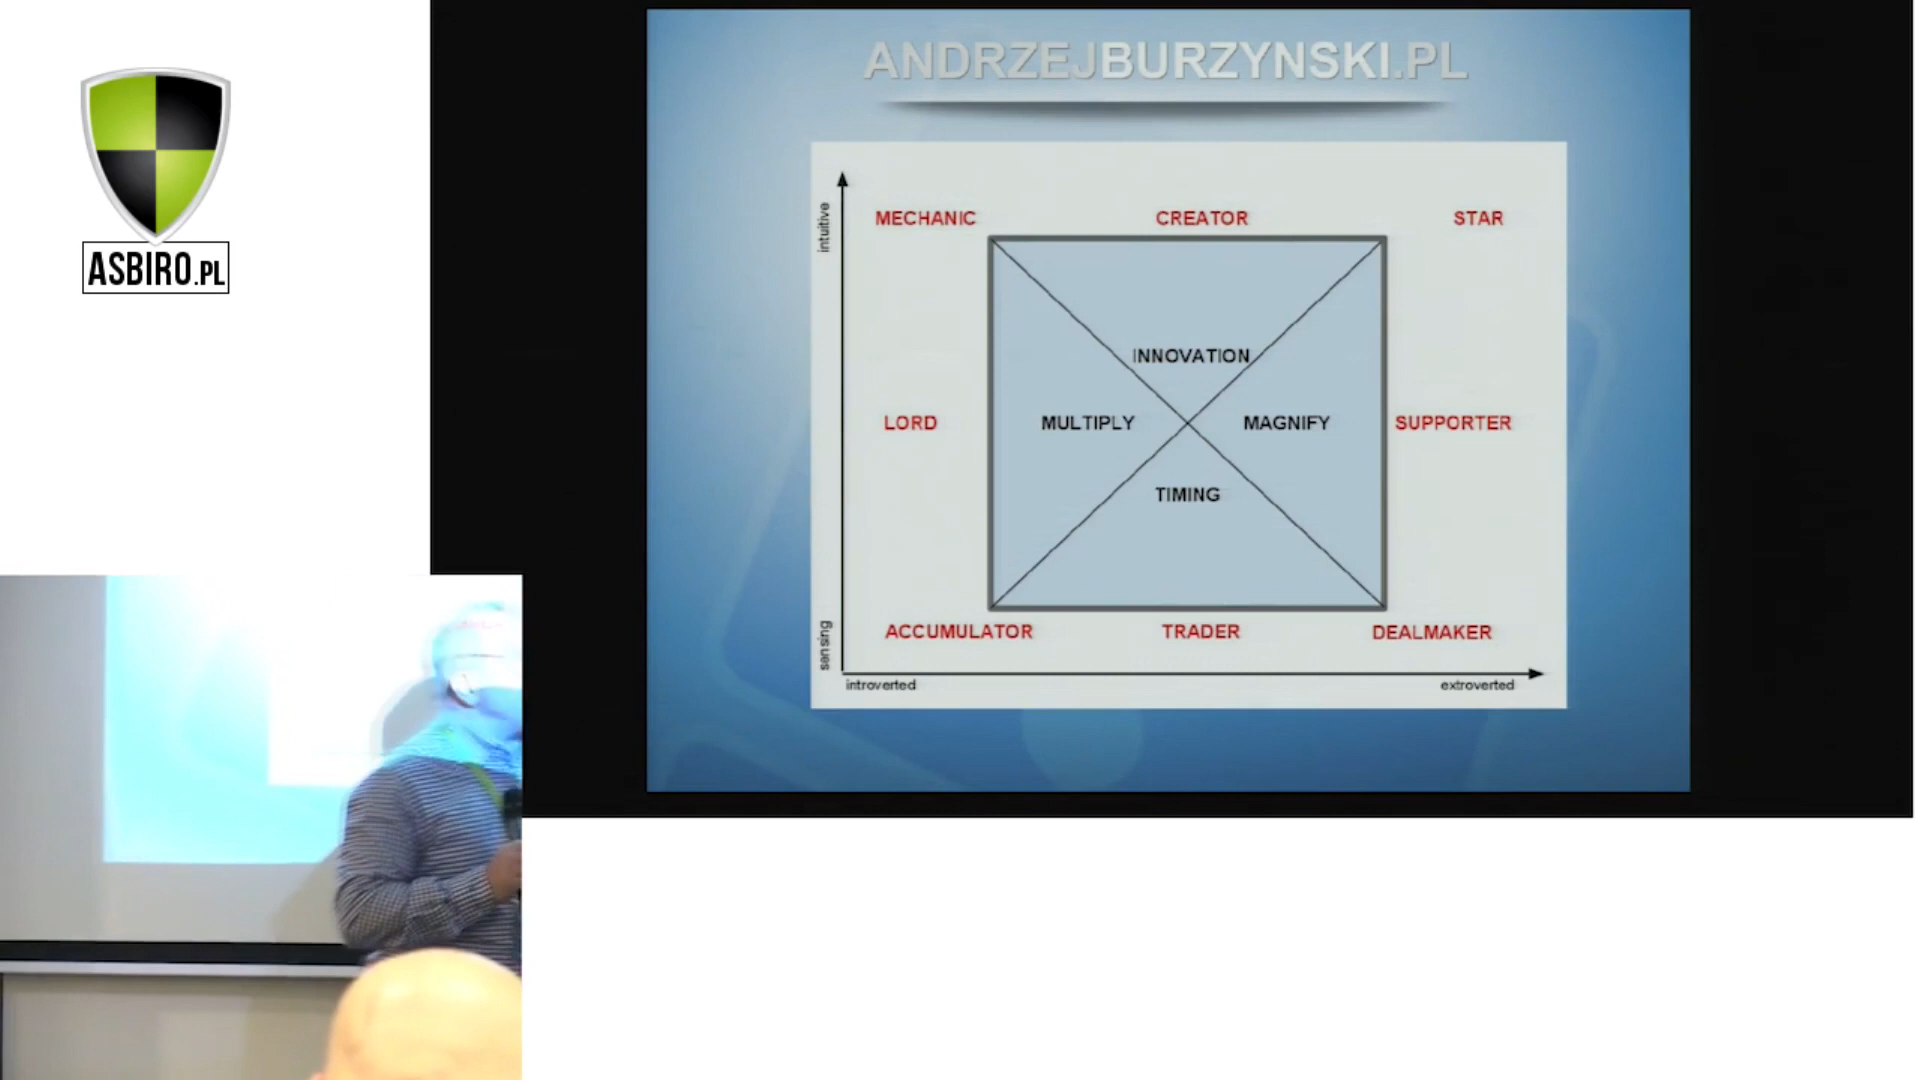 ASBIRO.PL
ANDRZEJBURZYNSKI.PL
intuitive
MECHANIC CREATOR STAR
INNOVATION
LORD MULTIPLY MAGNIFY SUPPORTER
TIMING
sensing
ACCUMULATOR TRADER DEALMAKER
introverted extroverted